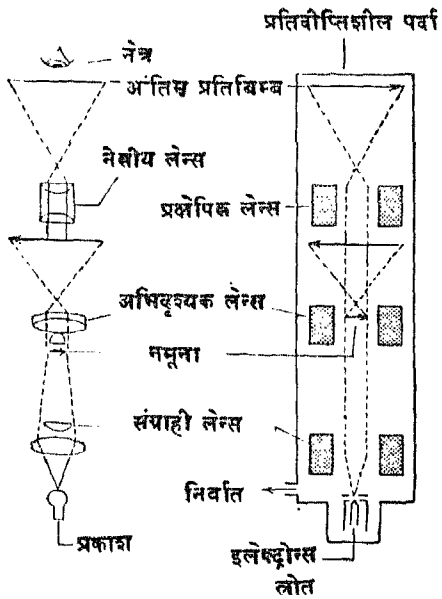 प्रतिदीप्तिशील पर्दा
नेत्र
अंतिम प्रतिबिम्ब
नेत्रीय लेन्स
प्रक्षेपिक लेन्स
अभिदृश्यक लेन्स
नमूना
संग्राही लेन्स
निर्वात
प्रकाश
इलेक्ट्रोन्स
स्रोत